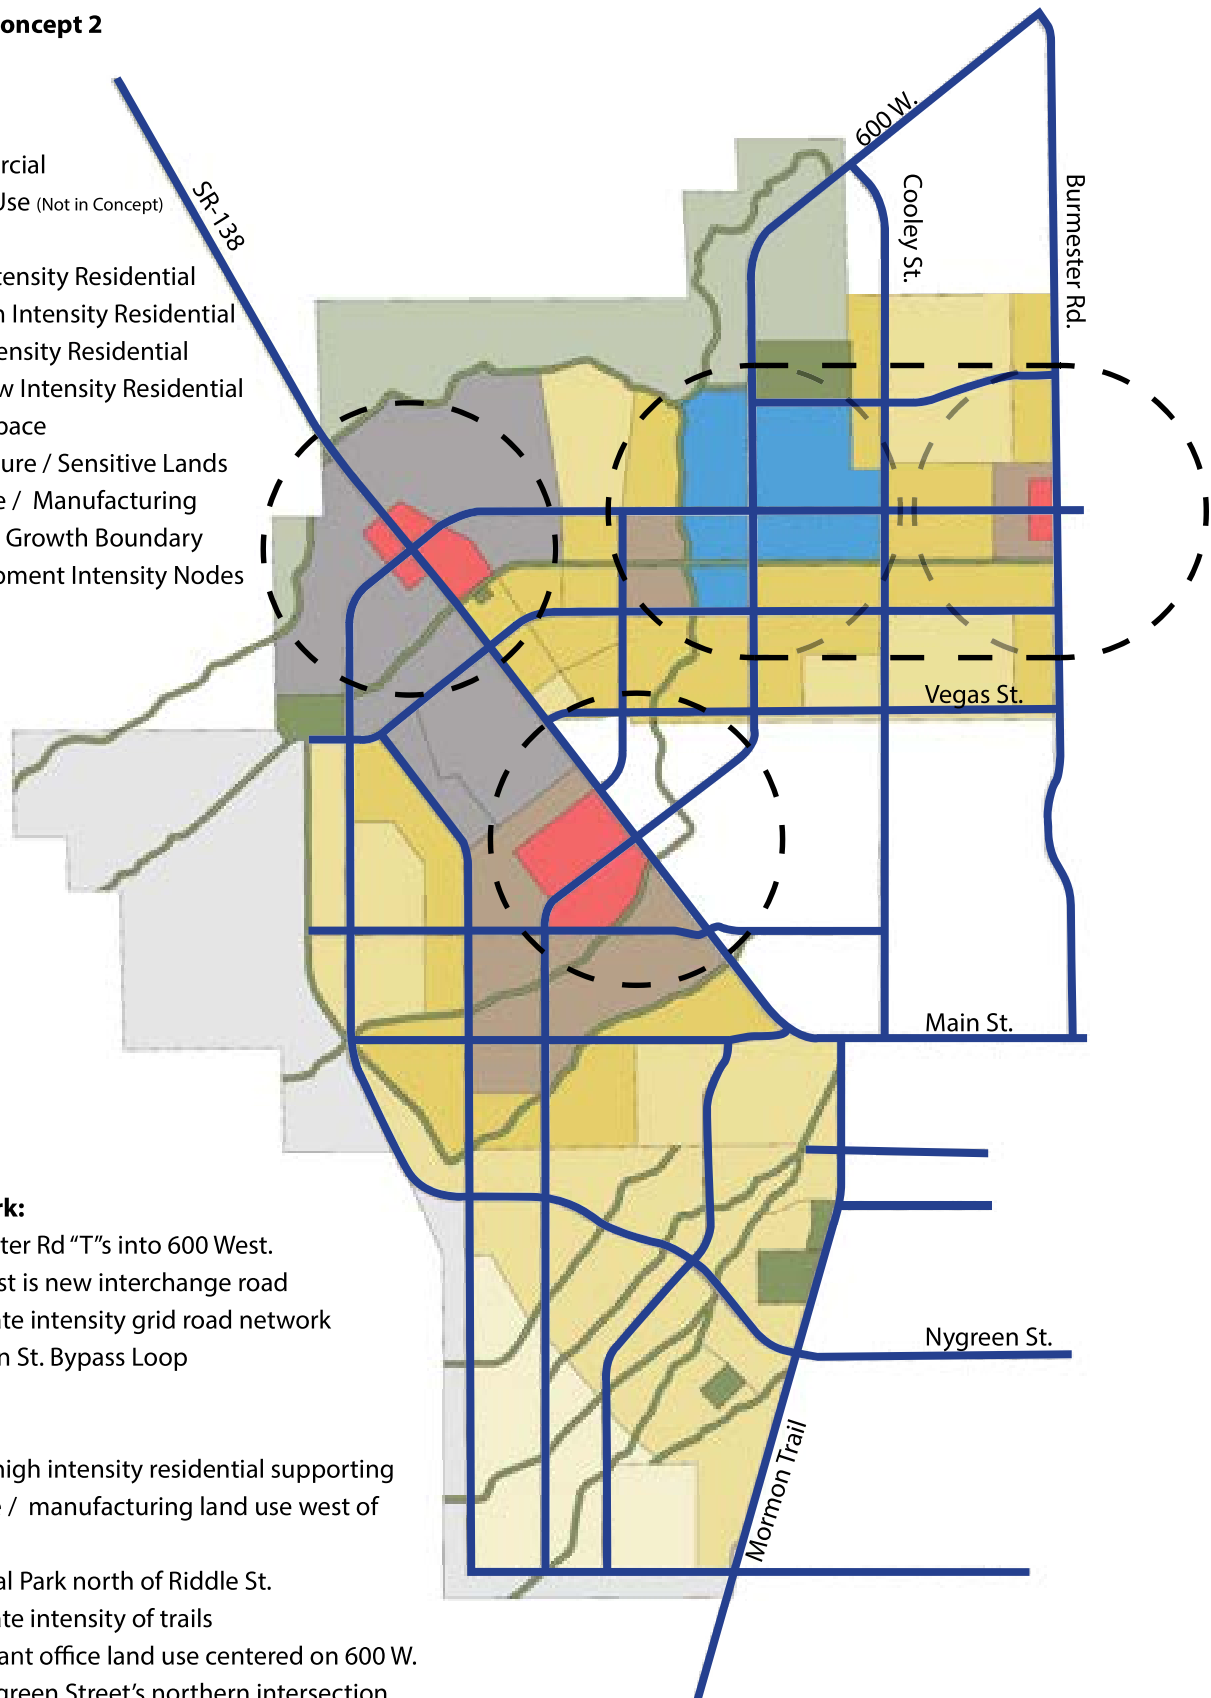 oncept 2
600 W.
rcial
Use (Not in Concept)
SR-138
Cooley St.
Burmester Rd.
tensity Residential
n Intensity Residential
ensity Residential
w Intensity Residential
pace
ure / Sensitive Lands
e / Manufacturing
Growth Boundary
pment Intensity Nodes
Vegas St.
Main St.
rk:
ter Rd “T”s into 600 West.
st is new interchange road
ate intensity grid road network
n St. Bypass Loop
Nygreen St.
Mormon Trail
high intensity residential supporting
e / manufacturing land use west of
al Park north of Riddle St.
ate intensity of trails
ant office land use centered on 600 W.
green Street's northern intersection